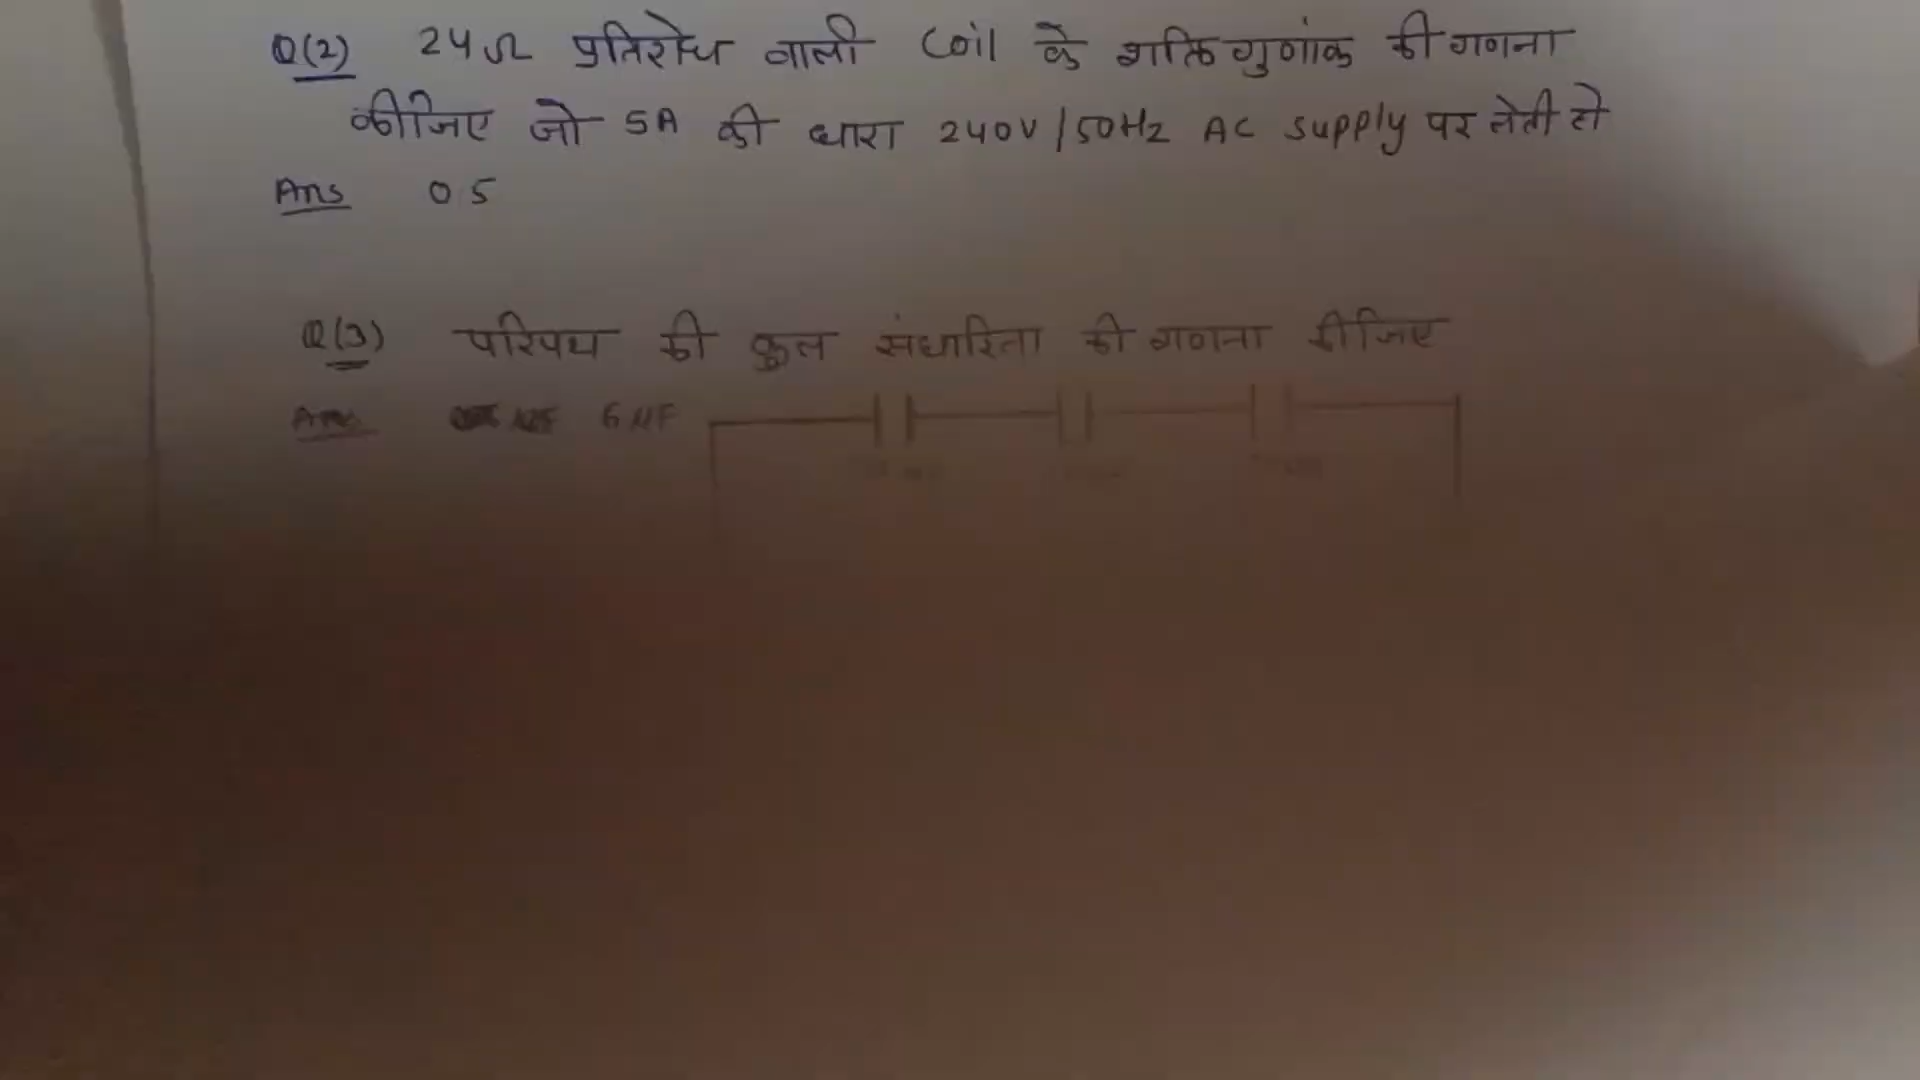 Q(2) 24Ω प्रतिरोध वाली Coil के शक्ति गुणांक की गणना
कीजिए जो 5A की धारा 240V/50Hz AC supply पर लेती हो
Ans 0.5
Q(3) परिपथ की कुल संधारिता की गणना कीजिए
Ans 6 µF